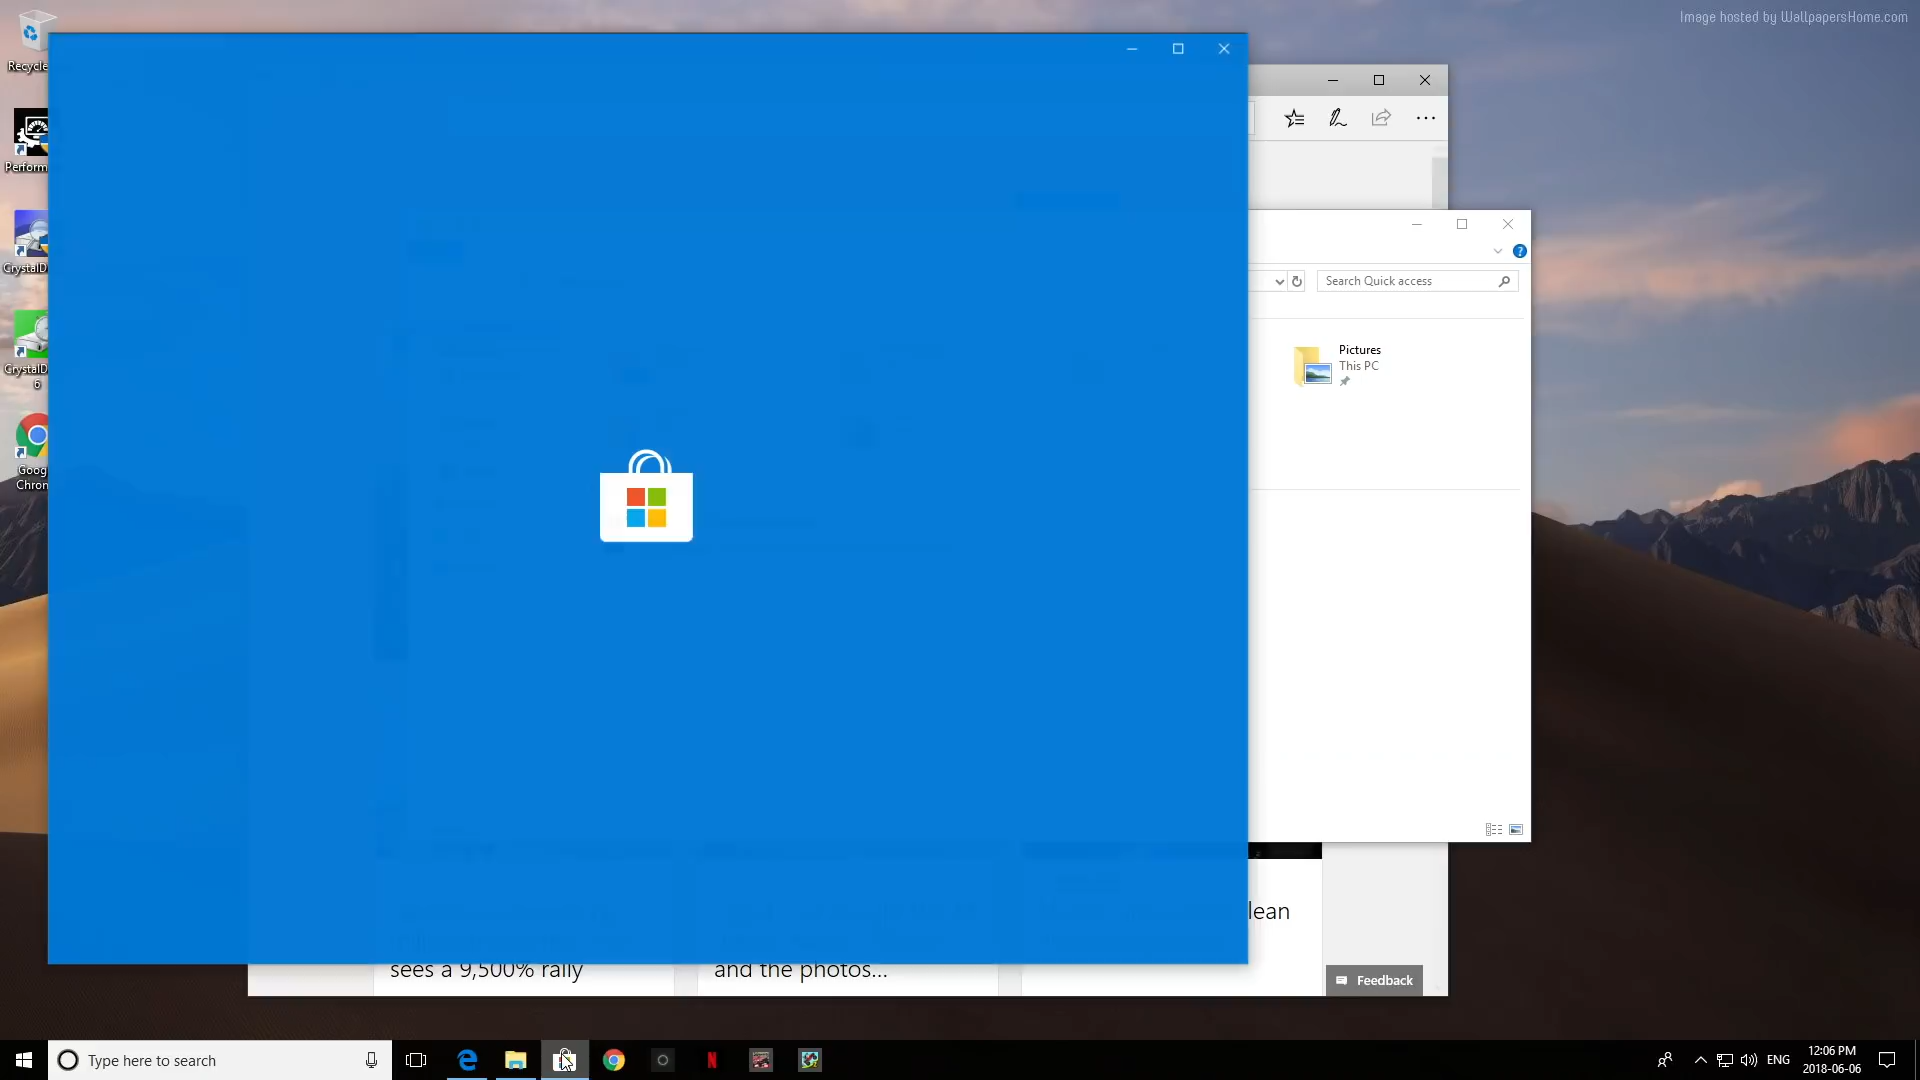 Image hosted by WallpapersHome.com
Recycle
Perform
CrystalD
CrystalD
6
Goog
Chron
Search Quick access
Pictures
This PC
lean
sees a 9,500% rally
and the photos...
Feedback
Type here to search
ENG
12:06 PM
2018-06-06